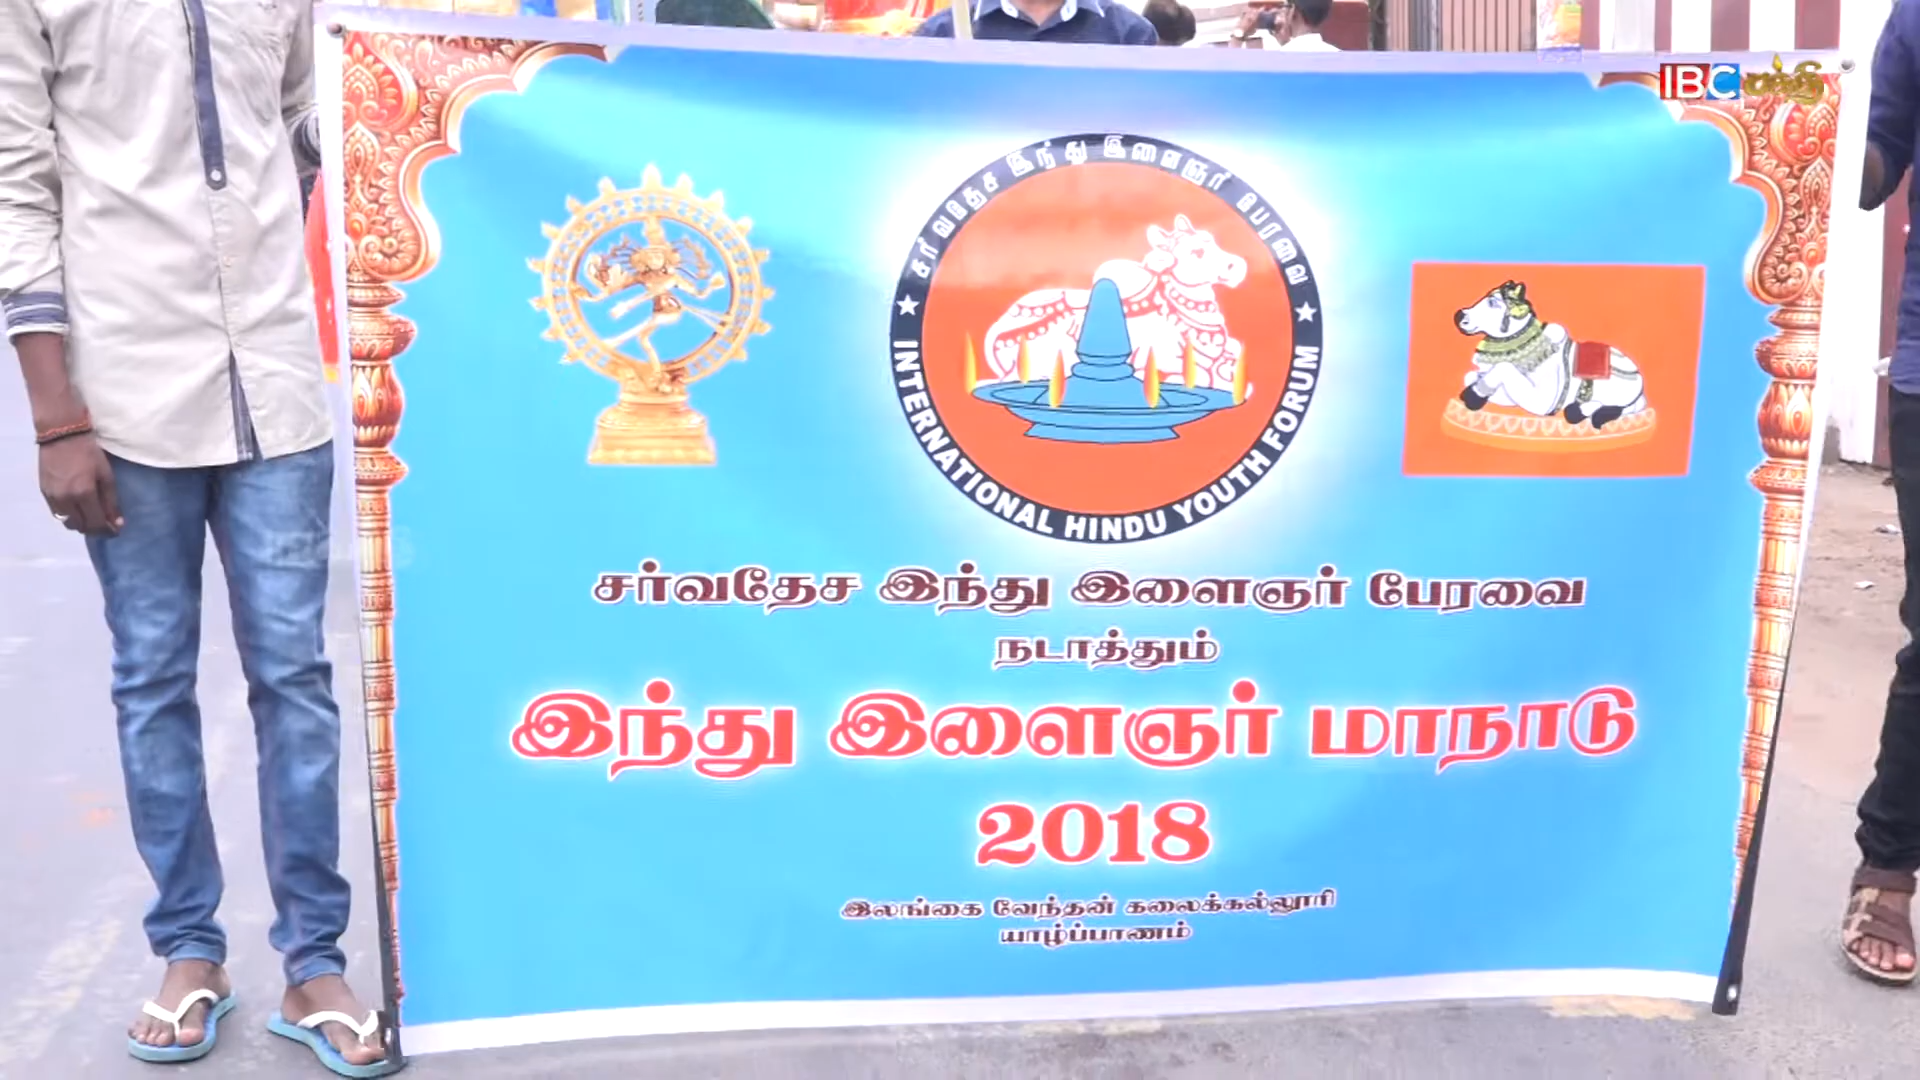 IBC பக்தி
சர்வதேச இந்து இளைஞர் பேரவை
INTERNATIONAL HINDU YOUTH FORUM
சர்வதேச இந்து இளைஞர் பேரவை
நடாத்தும்
இந்து இளைஞர் மாநாடு
2018
இலங்கை வேந்தன் கலைக்கல்லூரி
யாழ்ப்பாணம்